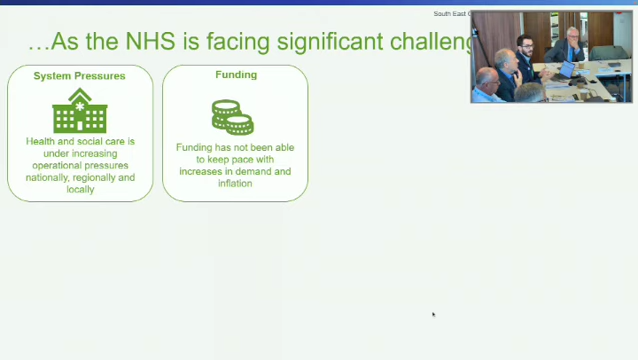 South East
…As the NHS is facing significant challeng
System Pressures
Health and social care is
under increasing
operational pressures
nationally, regionally and
locally
Funding
Funding has not been able
to keep pace with
increases in demand and
inflation